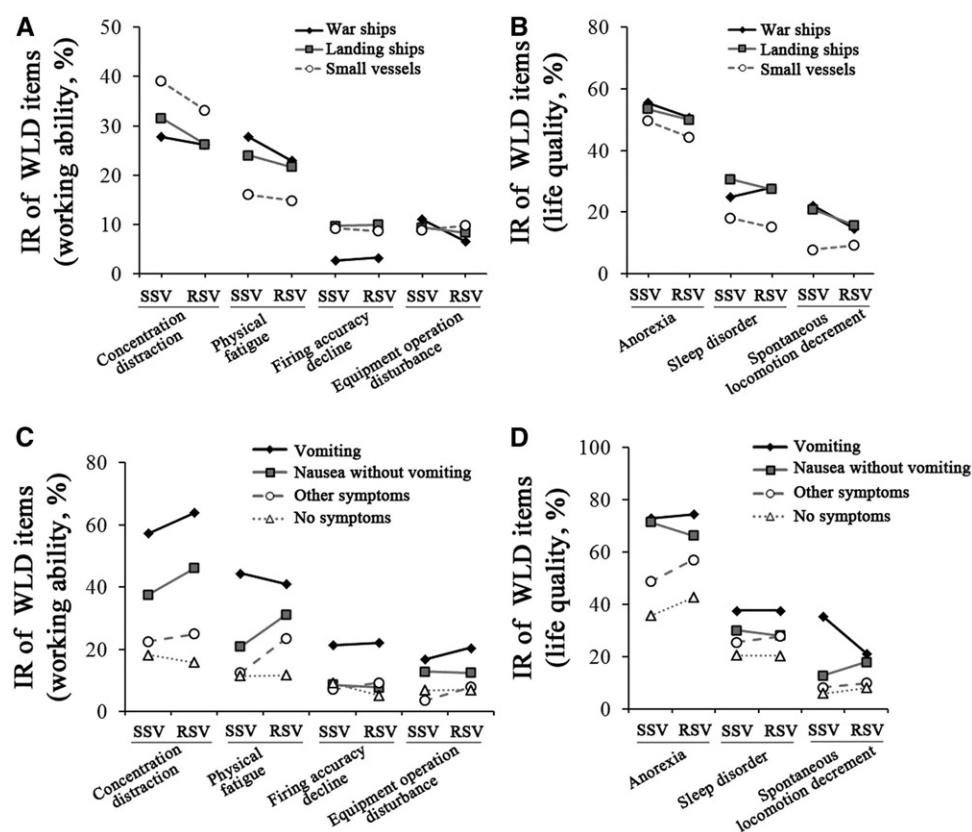 A
IR of WLD items
(working ability, %)
50
40
30
20
10
0
War ships
Landing ships
Small vessels
SSV RSV SSV RSV SSV RSV SSV RSV
Concentration
distraction
Physical
fatigue
Firing accuracy
decline
Equipment operation
disturbance
B
IR of WLD items
(life quality, %)
80
60
40
20
0
War ships
Landing ships
Small vessels
SSV RSV SSV RSV SSV RSV
Anorexia
Sleep disorder
Spontaneous
locomotion decrement
C
IR of WLD items
(working ability, %)
80
60
40
20
0
Vomiting
Nausea without vomiting
Other symptoms
No symptoms
SSV RSV SSV RSV SSV RSV SSV RSV
Concentration
distraction
Physical
fatigue
Firing accuracy
decline
Equipment operation
disturbance
D
IR of WLD items
(life quality, %)
100
80
60
40
20
0
Vomiting
Nausea without vomiting
Other symptoms
No symptoms
SSV RSV SSV RSV SSV RSV
Anorexia
Sleep disorder
Spontaneous
locomotion decrement